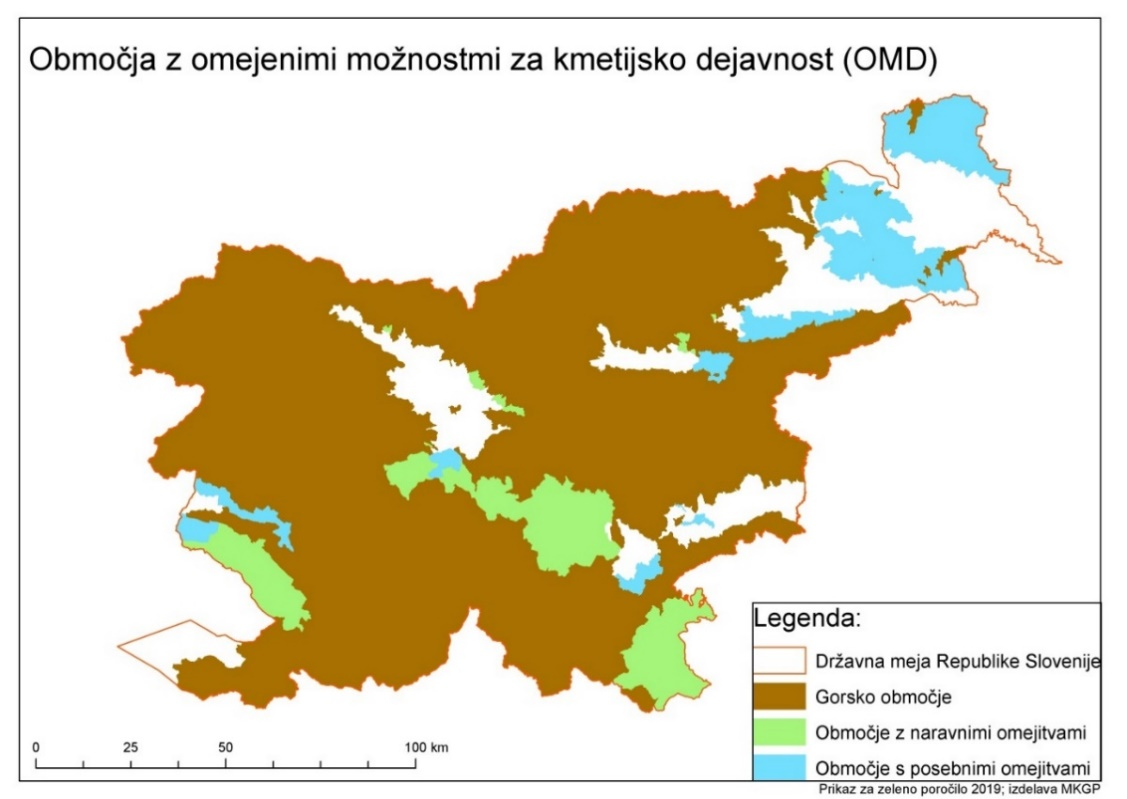 Območja z omejenimi možnostmi za kmetijsko dejavnost (OMD)
Legenda:
Državna meja Republike Slovenije
Gorsko območje
Območje z naravnimi omejitvami
Območje s posebnimi omejitvami
0 25 50 100 km
Prikaz za zeleno poročilo 2019; izdelava MKGP